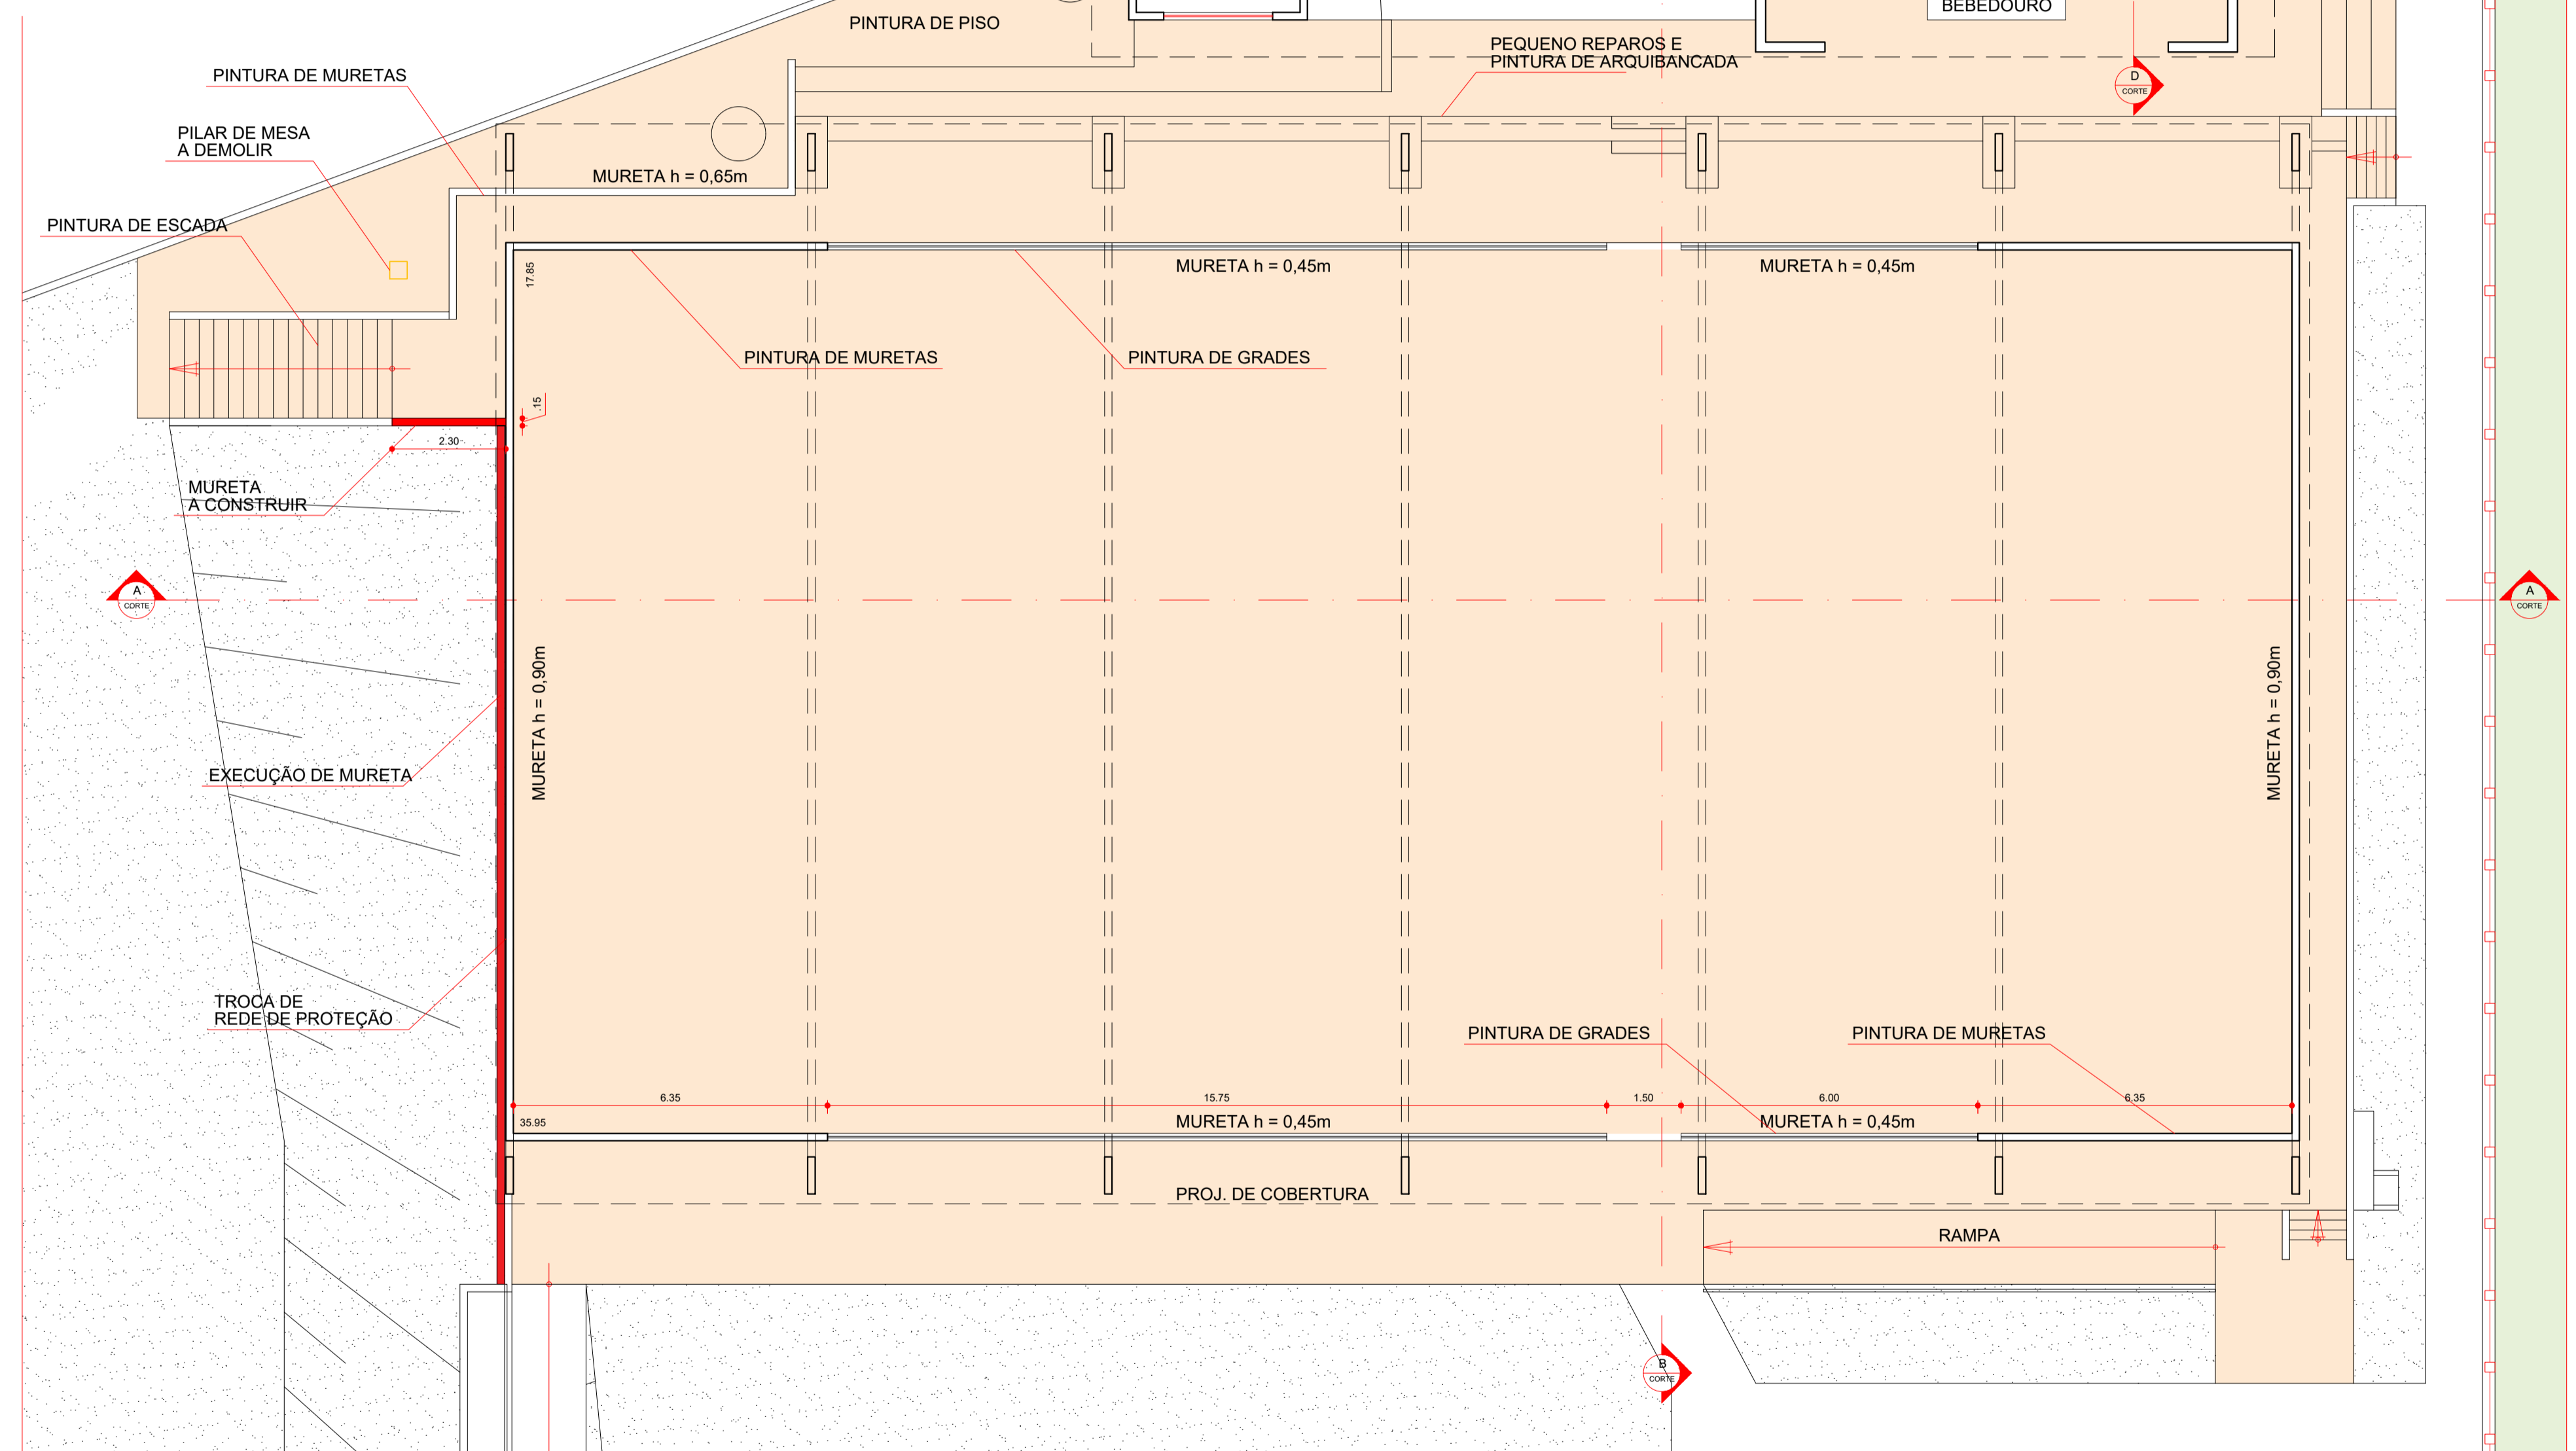 BEBEDOURO
PINTURA DE PISO
PEQUENO REPAROS E
PINTURA DE ARQUIBANCADA
PINTURA DE MURETAS
D
CORTE
PILAR DE MESA
A DEMOLIR
MURETA h = 0,65m
PINTURA DE ESCADA
17.85
MURETA h = 0,45m
MURETA h = 0,45m
PINTURA DE MURETAS
PINTURA DE GRADES
.15
2.30
MURETA
A CONSTRUIR
A
CORTE
A
CORTE
MURETA h = 0,90m
MURETA h = 0,90m
EXECUÇÃO DE MURETA
TROCA DE
REDE DE PROTEÇÃO
PINTURA DE GRADES
PINTURA DE MURETAS
6.35
15.75
1.50
6.00
6.35
35.95
MURETA h = 0,45m
MURETA h = 0,45m
PROJ. DE COBERTURA
RAMPA
B
CORTE